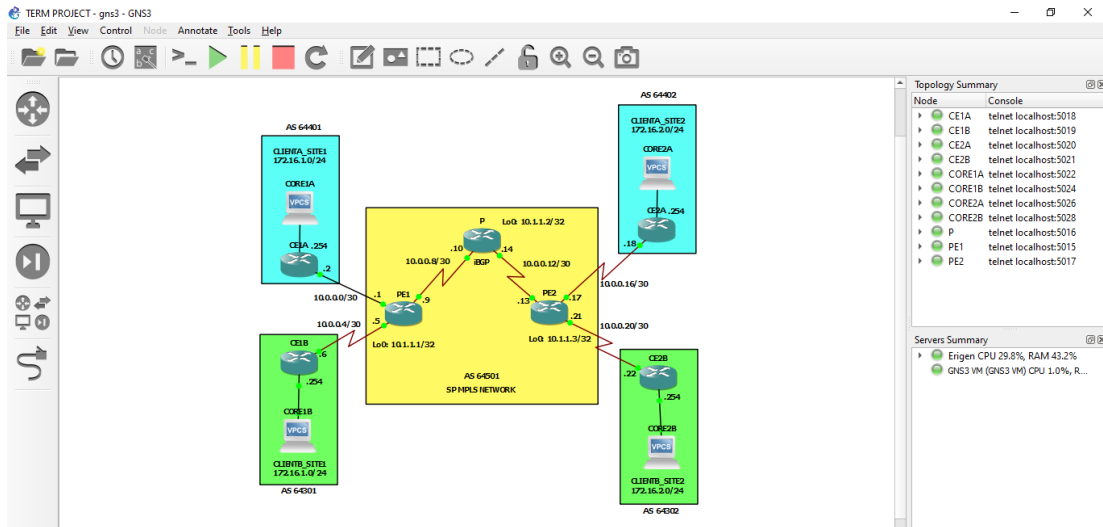 TERM PROJECT - gns3 - GNS3
File Edit View Control Node Annotate Tools Help
Topology Summary
Node Console
CE1A telnet localhost:5018
CE1B telnet localhost:5019
CE2A telnet localhost:5020
CE2B telnet localhost:5021
CORE1A telnet localhost:5022
CORE1B telnet localhost:5024
CORE2A telnet localhost:5026
CORE2B telnet localhost:5028
P telnet localhost:5016
PE1 telnet localhost:5015
PE2 telnet localhost:5017
Servers Summary
Erigen CPU 29.8%, RAM 43.2%
GNS3 VM (GNS3 VM) CPU 1.0%, R...
AS 64401
CLIENTA_SITE1
172.16.1.0/24
CORE1A
VPCS
CE1A .254
.2
10.0.0.0/30
.1
AS 64402
CLIENTA_SITE2
172.16.2.0/24
CORE2A
VPCS
CE2A .254
.18
10.0.0.16/30
P
Lo0: 10.1.1.2/32
.10
.14
iBGP
10.0.0.8/30
10.0.0.12/30
PE1
.9
.5
Lo0: 10.1.1.1/32
PE2
.13
.17
.21
Lo0: 10.1.1.3/32
AS 64501
SP MPLS NETWORK
10.0.0.4/30
CE1B
.6
.254
CORE1B
VPCS
CLIENTB_SITE1
172.16.1.0/24
AS 64301
10.0.0.20/30
CE2B
.22
.254
CORE2B
VPCS
CLIENTB_SITE2
172.16.2.0/24
AS 64302